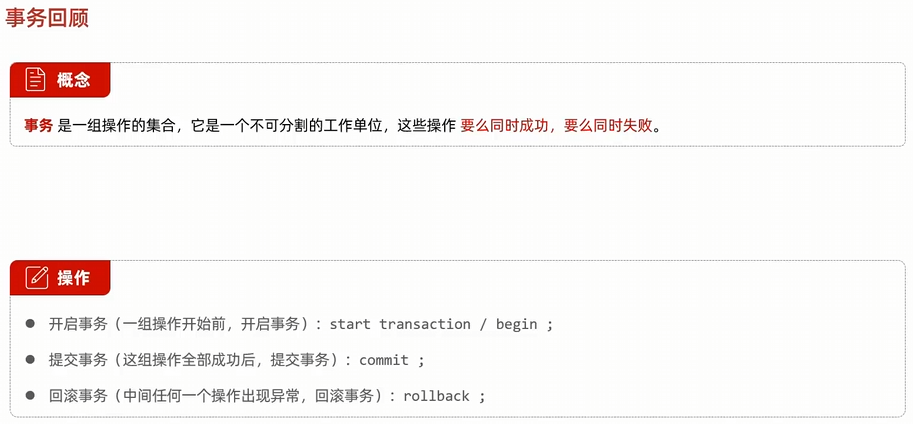 事务回顾
概念
事务 是一组操作的集合，它是一个不可分割的工作单位，这些操作 要么同时成功，要么同时失败。
操作
● 开启事务（一组操作开始前，开启事务）：start transaction / begin ;
● 提交事务（这组操作全部成功后，提交事务）：commit ;
● 回滚事务（中间任何一个操作出现异常，回滚事务）：rollback ;